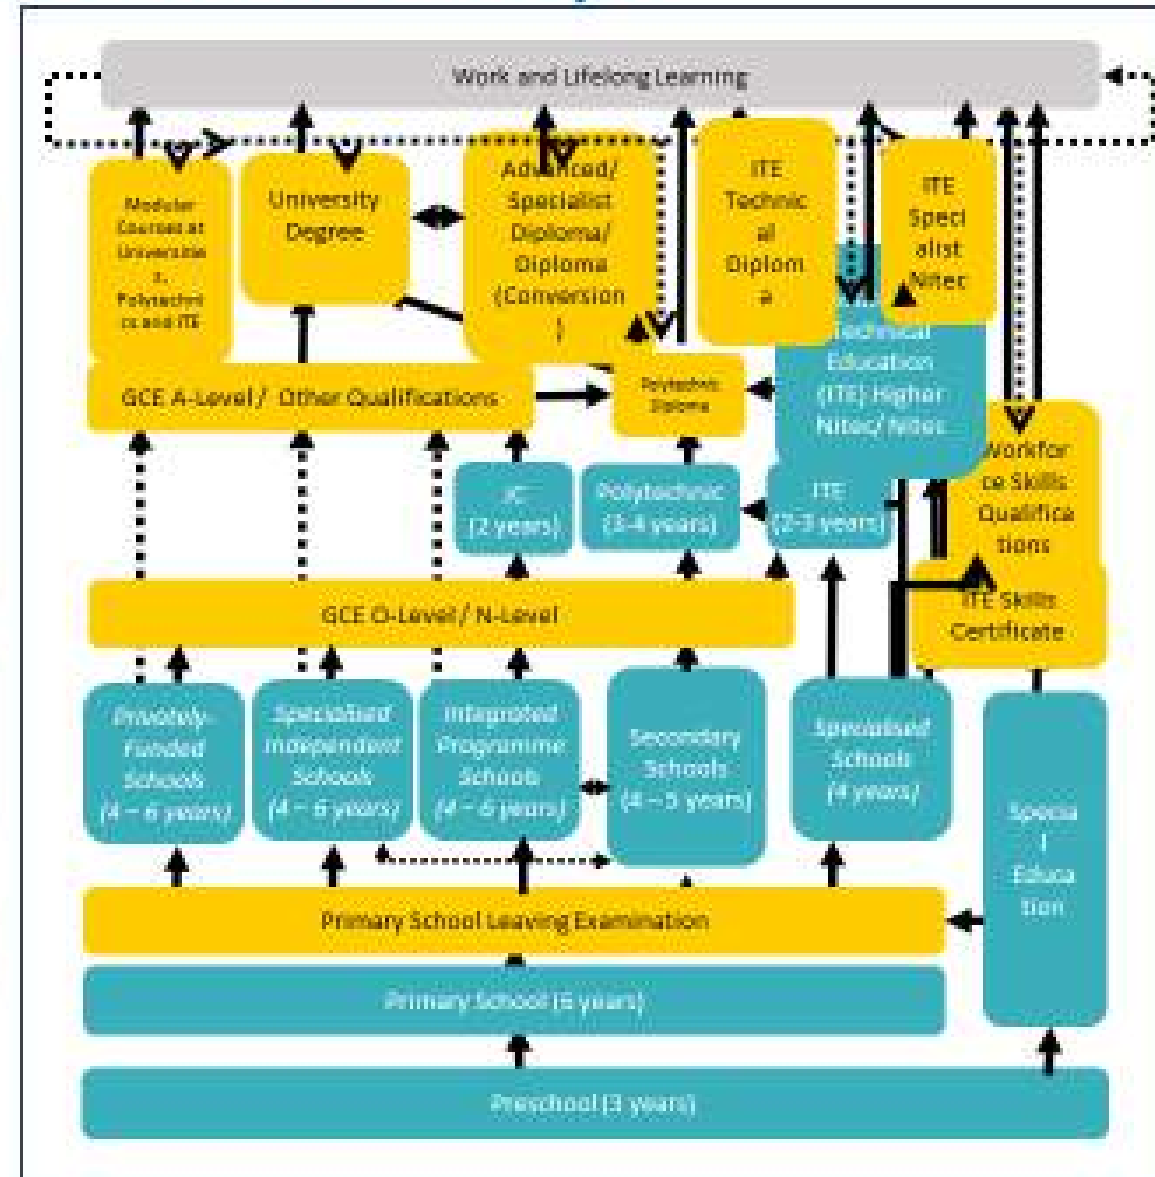 Work and Lifelong Learning
Modular
Courses at
Universitie
s,
Polytechni
cs and ITE
University
Degree
Advanced/
Specialist
Diploma/
Diploma
(Conversion
)
ITE
Technic
al
Diplom
a
ITE
Speci
alist
Nitec
Technical
Education
(ITE) Higher
Nitec/ Nitec
GCE A-Level / Other Qualifications
Polytechnic
Diploma
Workfor
ce Skills
Qualifica
tions
JC
(2 years)
Polytechnic
(3-4 years)
ITE
(2-3 years)
GCE O-Level / N-Level
ITE Skills
Certificate
Privately-
Funded
Schools
(4 – 6 years)
Specialised
Independent
Schools
(4 – 6 years)
Integrated
Programme
Schools
(4 – 6 years)
Secondary
Schools
(4 – 5 years)
Specialised
Schools
(4 years)
Specia
l
Educa
tion
Primary School Leaving Examination
Primary School (6 years)
Preschool (3 years)